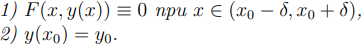 1) F(x, y(x)) ≡ 0 при x ∈ (x₀ − δ, x₀ + δ),
2) y(x₀) = y₀.